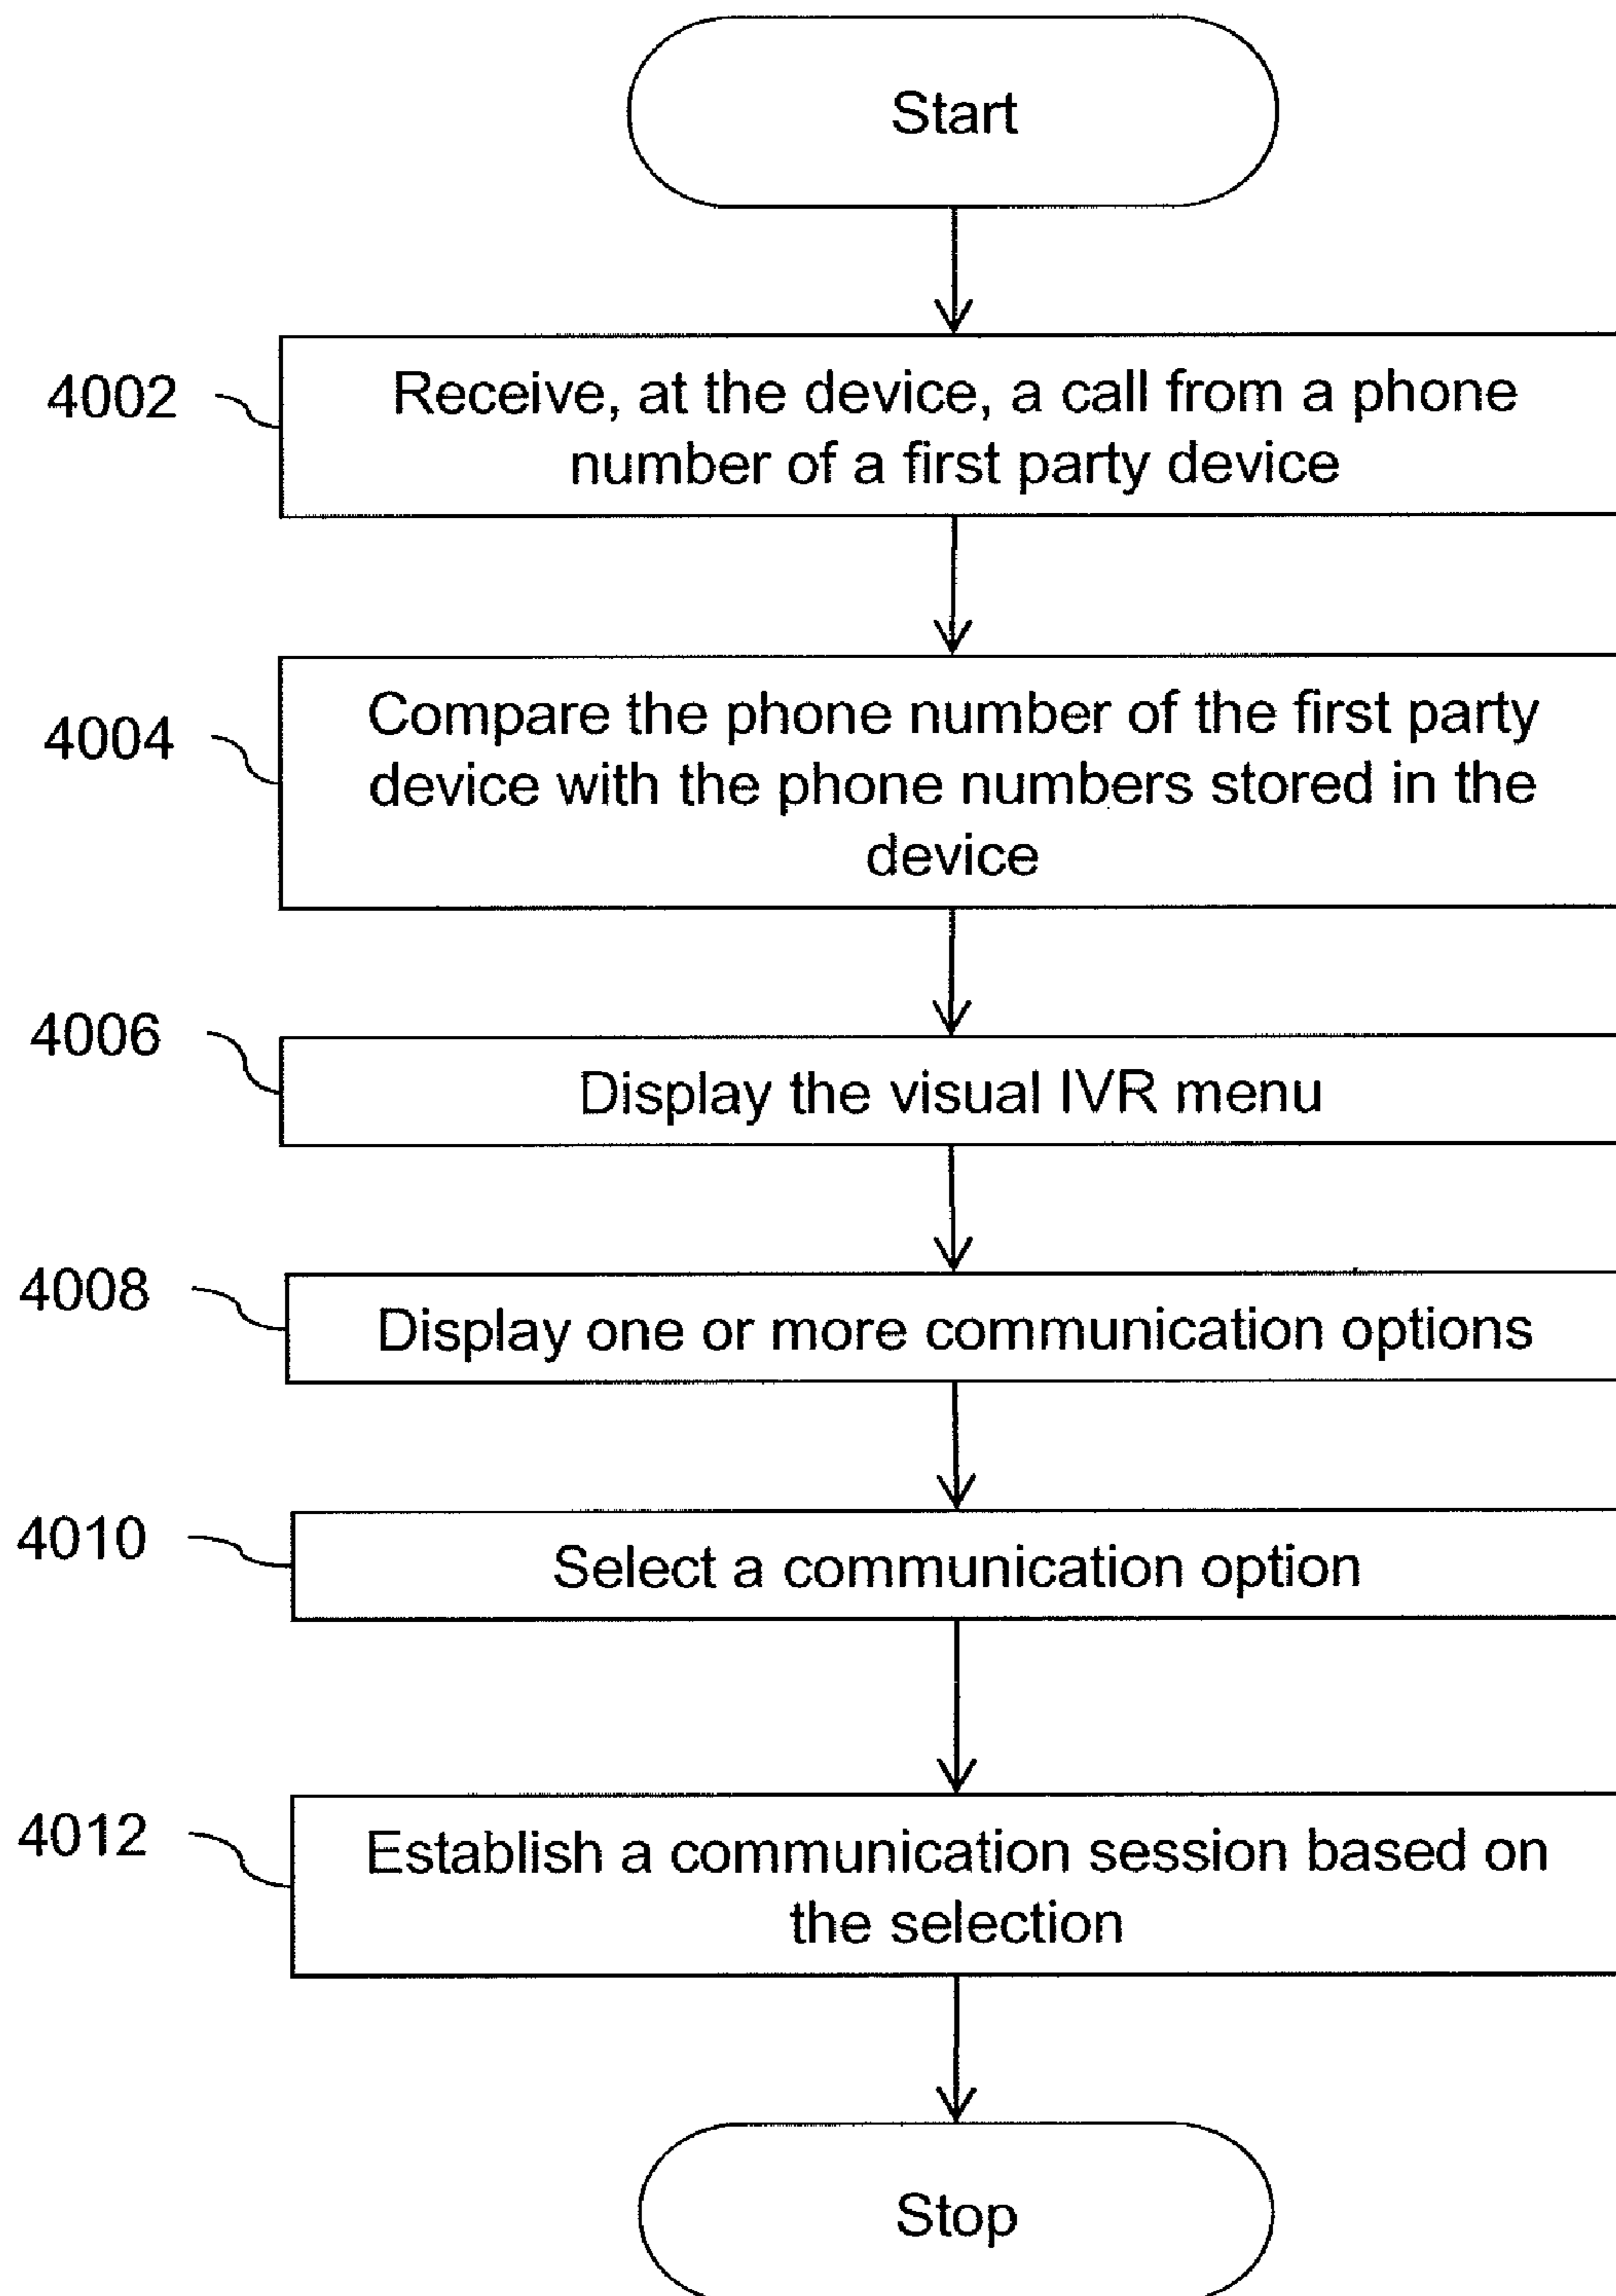 Start
4002
Receive, at the device, a call from a phone
number of a first party device
4004
Compare the phone number of the first party
device with the phone numbers stored in the
device
4006
Display the visual IVR menu
4008
Display one or more communication options
4010
Select a communication option
4012
Establish a communication session based on
the selection
Stop